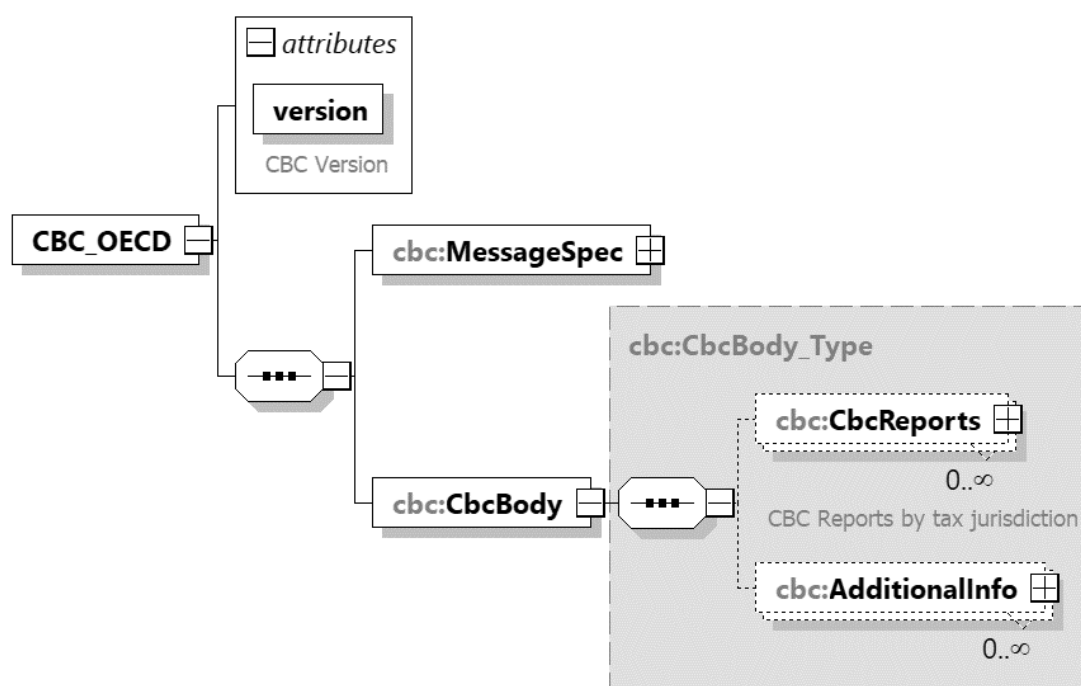 attributes
version
CBC Version
CBC_OECD
cbc:MessageSpec
cbc:CbcBody_Type
cbc:CbcReports
0..∞
CBC Reports by tax jurisdiction
cbc:CbcBody
cbc:AdditionalInfo
0..∞